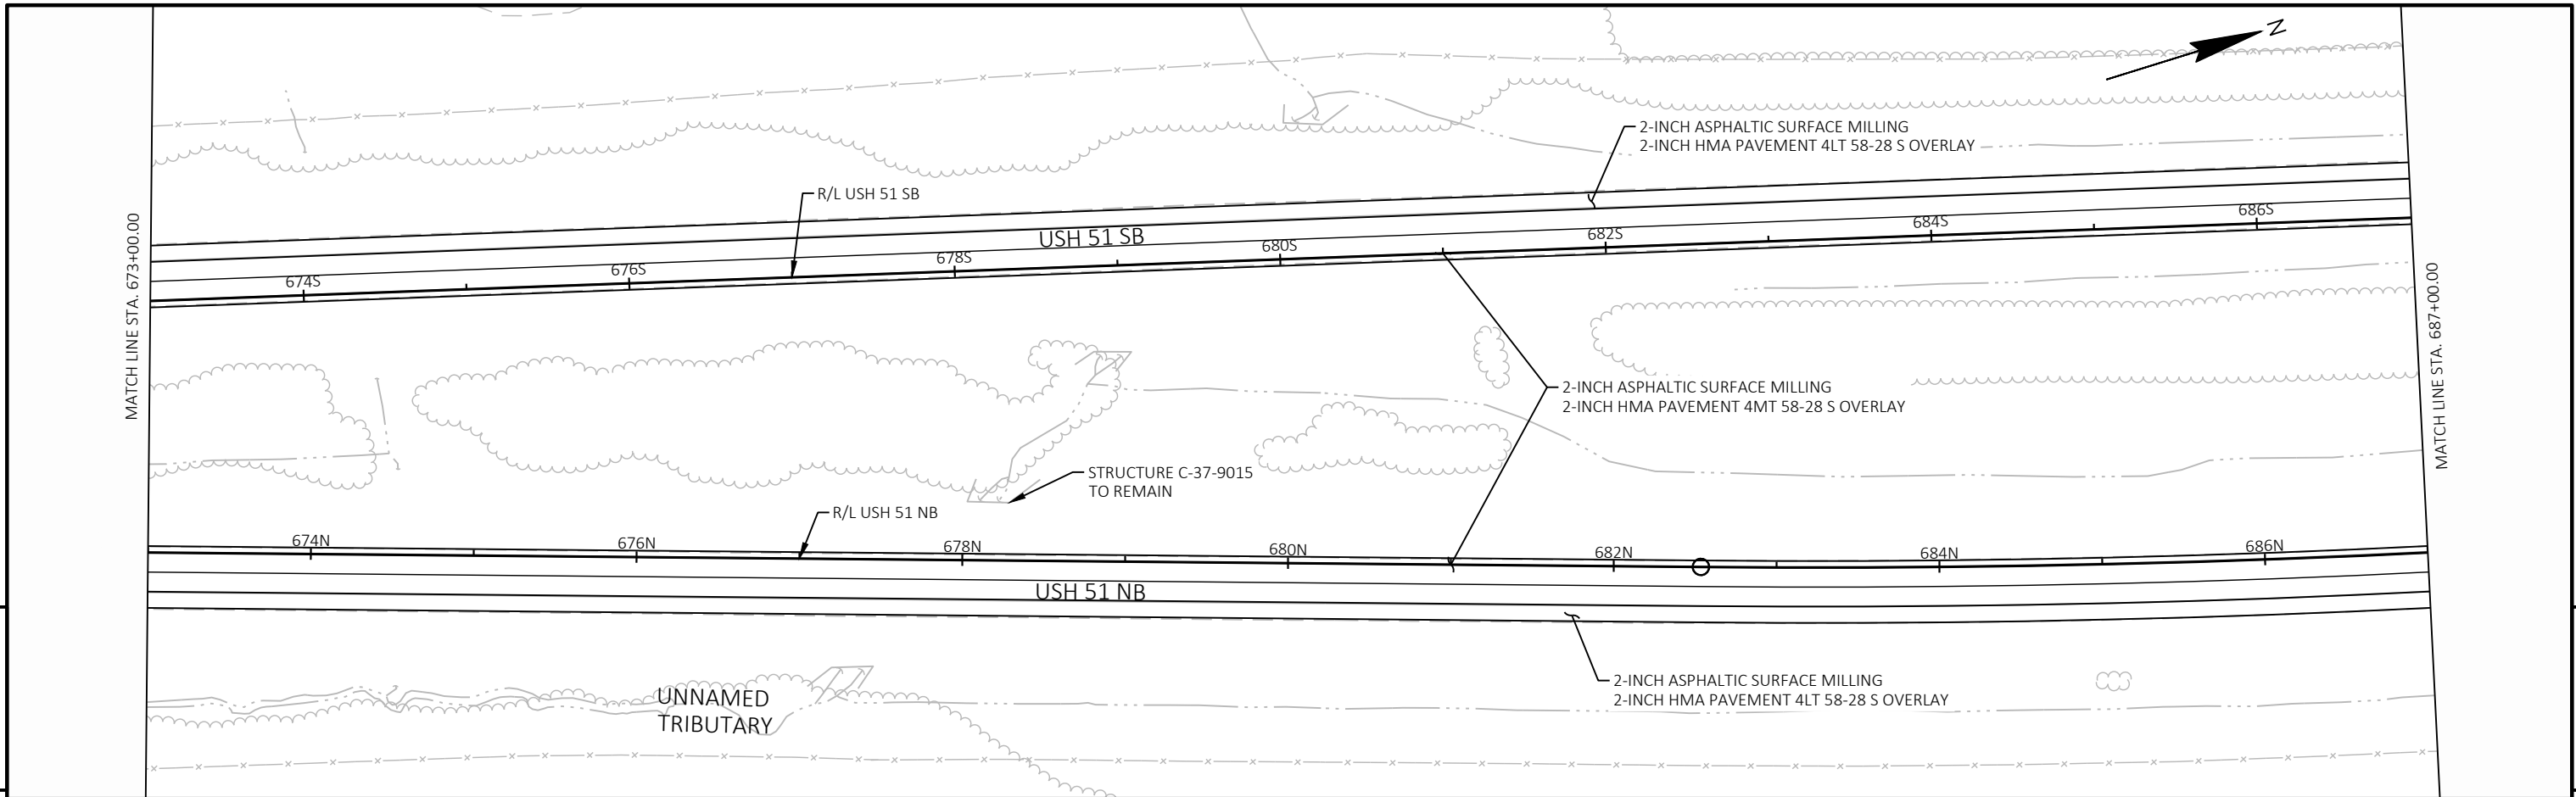 N
2-INCH ASPHALTIC SURFACE MILLING
2-INCH HMA PAVEMENT 4LT 58-28 S OVERLAY
R/L USH 51 SB
USH 51 SB
674S
676S
678S
680S
682S
684S
686S
MATCH LINE STA. 673+00.00
MATCH LINE STA. 687+00.00
2-INCH ASPHALTIC SURFACE MILLING
2-INCH HMA PAVEMENT 4MT 58-28 S OVERLAY
STRUCTURE C-37-9015
TO REMAIN
R/L USH 51 NB
674N
676N
678N
680N
682N
684N
686N
USH 51 NB
2-INCH ASPHALTIC SURFACE MILLING
2-INCH HMA PAVEMENT 4LT 58-28 S OVERLAY
UNNAMED
TRIBUTARY